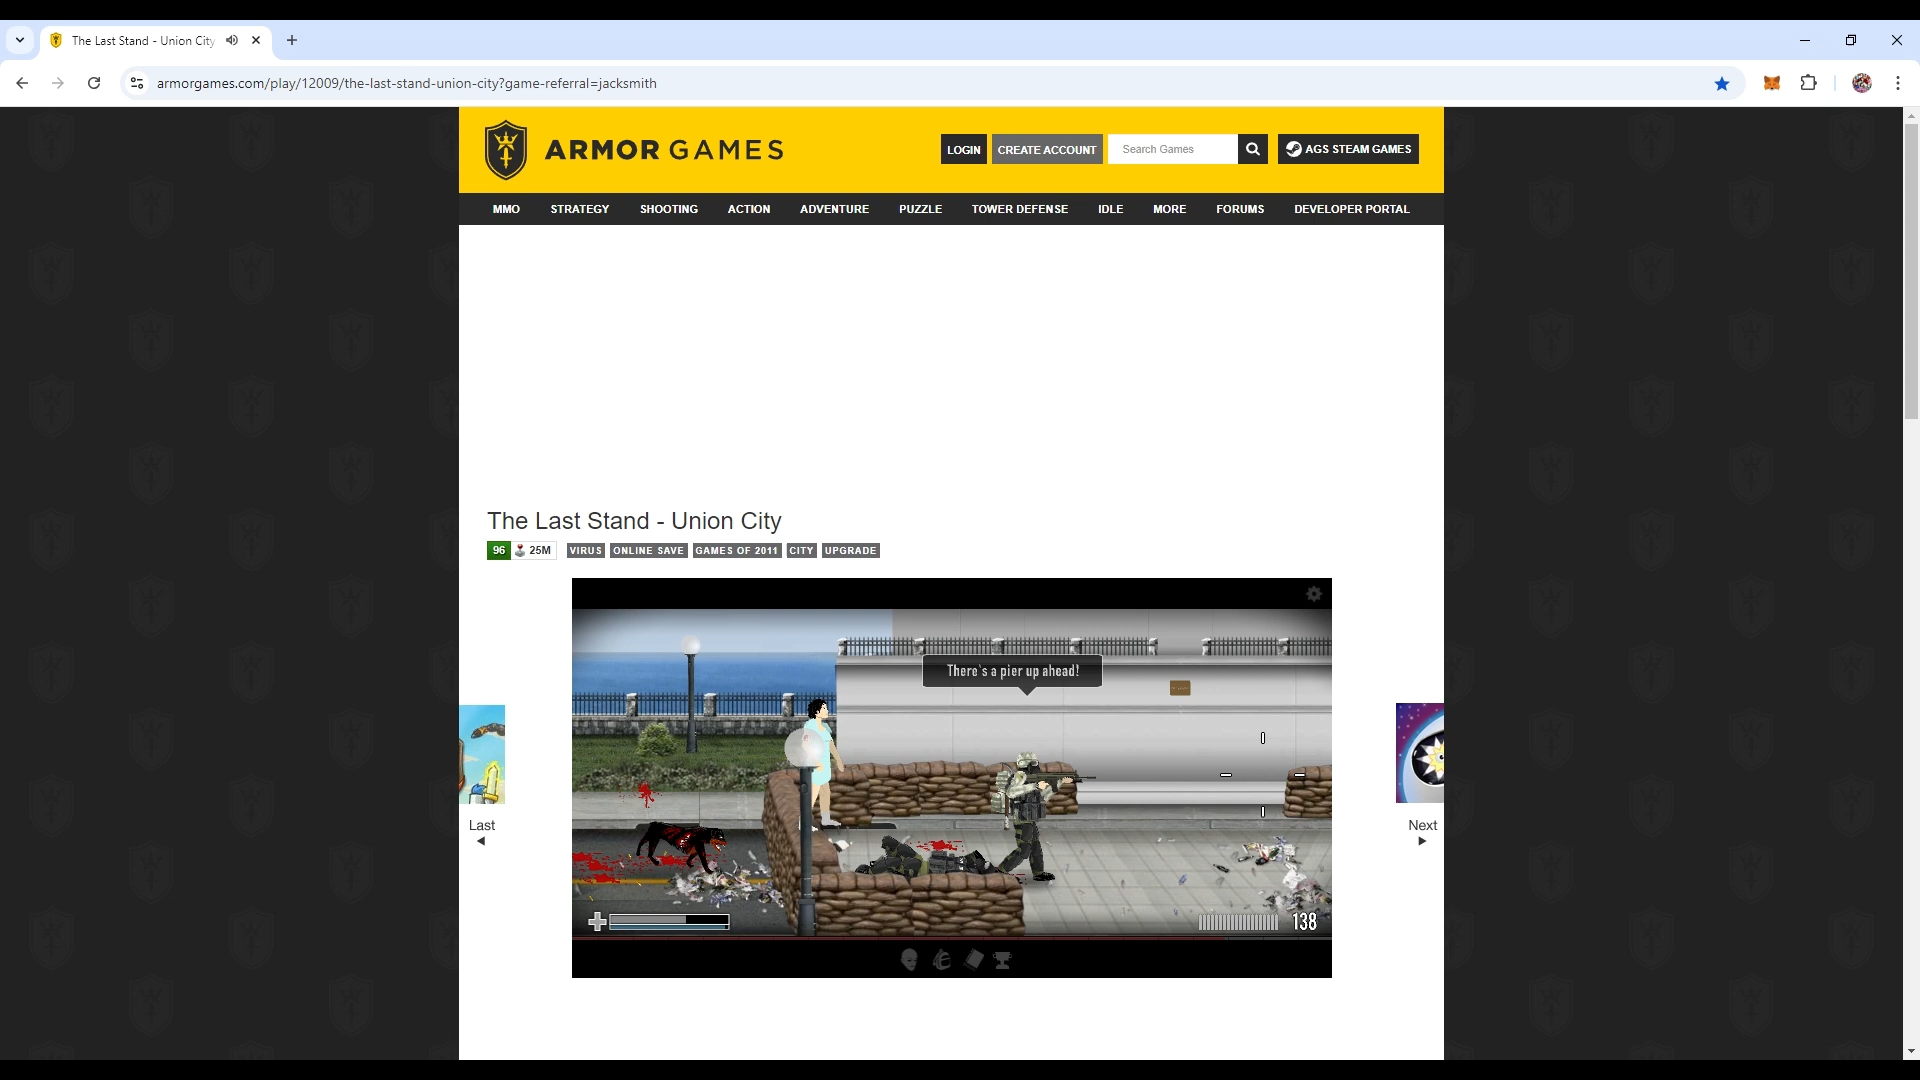 The Last Stand - Union City
armorgames.com/play/12009/the-last-stand-union-city?game-referral=jacksmith
ARMOR GAMES
LOGIN
CREATE ACCOUNT
Search Games
AGS STEAM GAMES
MMO
STRATEGY
SHOOTING
ACTION
ADVENTURE
PUZZLE
TOWER DEFENSE
IDLE
MORE
FORUMS
DEVELOPER PORTAL
The Last Stand - Union City
96
25M
VIRUS
ONLINE SAVE
GAMES OF 2011
CITY
UPGRADE
There's a pier up ahead!
Last
Next
138